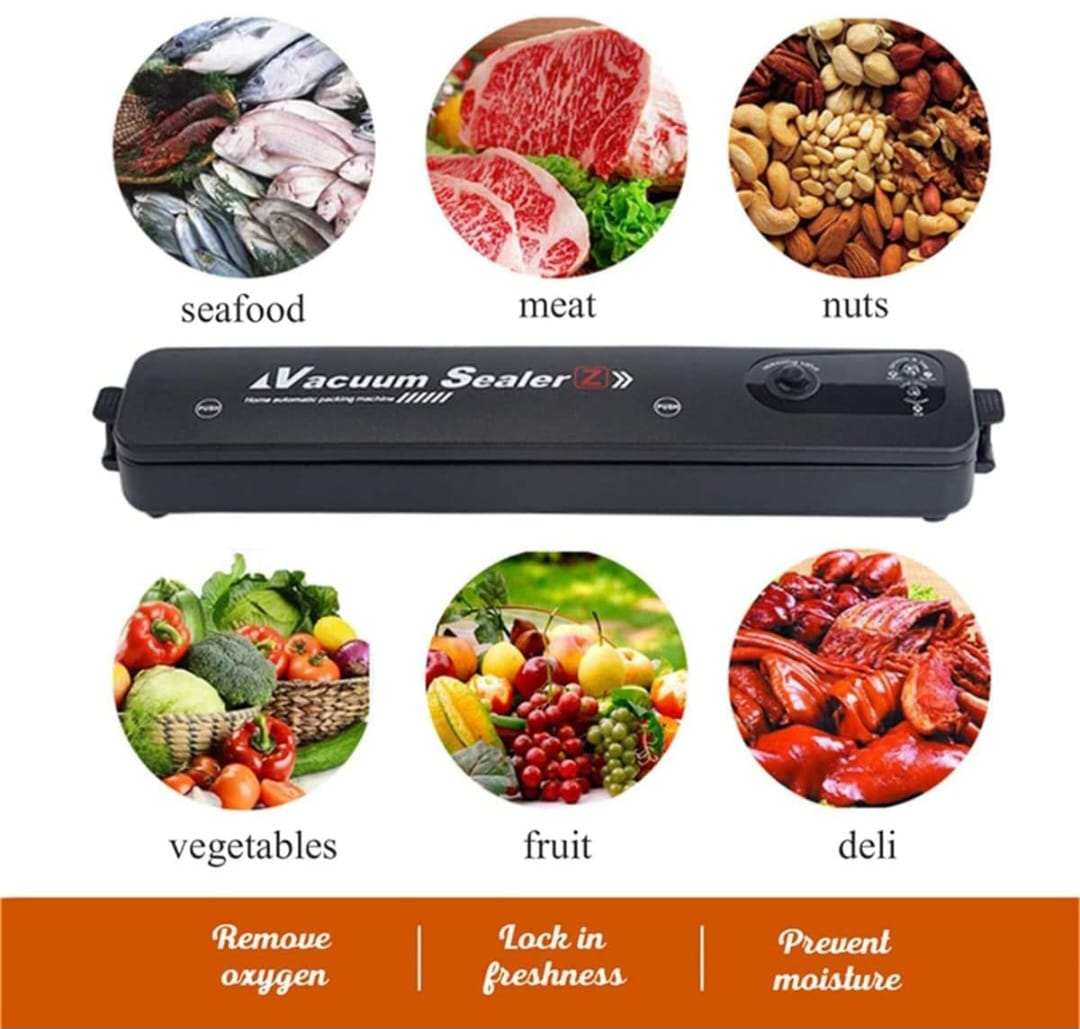 seafood
meat
nuts
Vacuum Sealer Z
Home automatic packing machine
PUSH
PUSH
vegetables
fruit
deli
Remove
oxygen
Lock in
freshness
Prevent
moisture